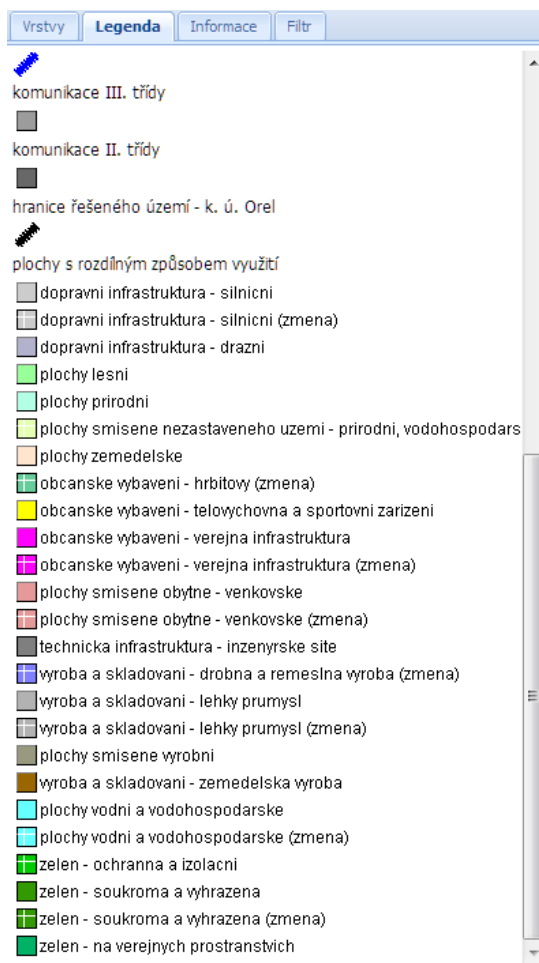 Vrstvy Legenda Informace Filtr
komunikace III. třídy
komunikace II. třídy
hranice řešeného území - k. ú. Orel
plochy s rozdílným způsobem využití
dopravni infrastruktura - silnicni
dopravni infrastruktura - silnicni (zmena)
dopravni infrastruktura - drazni
plochy lesni
plochy prirodni
plochy smisene nezastaveneho uzemi - prirodni, vodohospodars
plochy zemedelske
obcanske vybaveni - hrbitovy (zmena)
obcanske vybaveni - telovychovna a sportovni zarizeni
obcanske vybaveni - verejna infrastruktura
obcanske vybaveni - verejna infrastruktura (zmena)
plochy smisene obytne - venkovske
plochy smisene obytne - venkovske (zmena)
technicka infrastruktura - inzenyrske site
vyroba a skladovani - drobna a remeslna vyroba (zmena)
vyroba a skladovani - lehky prumysl
vyroba a skladovani - lehky prumysl (zmena)
plochy smisene vyrobni
vyroba a skladovani - zemedelska vyroba
plochy vodni a vodohospodarske
plochy vodni a vodohospodarske (zmena)
zelen - ochranna a izolacni
zelen - soukroma a vyhrazena
zelen - soukroma a vyhrazena (zmena)
zelen - na verejnych prostranstvich